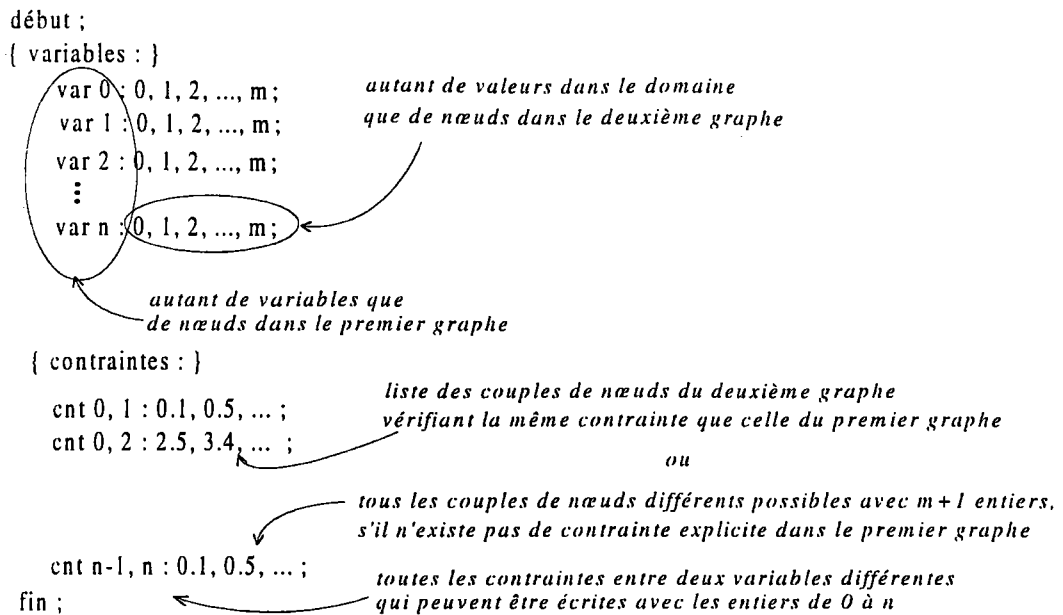 début ;
{ variables : }
var 0 : 0, 1, 2, ..., m ;
var 1 : 0, 1, 2, ..., m ;
var 2 : 0, 1, 2, ..., m ;
⋮
var n : 0, 1, 2, ..., m ;
autant de valeurs dans le domaine
que de nœuds dans le deuxième graphe
autant de variables que
de nœuds dans le premier graphe
{ contraintes : }
cnt 0, 1 : 0.1, 0.5, ... ;
cnt 0, 2 : 2.5, 3.4, ... ;
liste des couples de nœuds du deuxième graphe
vérifiant la même contrainte que celle du premier graphe
ou
tous les couples de nœuds différents possibles avec m+1 entiers,
s'il n'existe pas de contrainte explicite dans le premier graphe
cnt n-1, n : 0.1, 0.5, ... ;
fin ;
toutes les contraintes entre deux variables différentes
qui peuvent être écrites avec les entiers de 0 à n